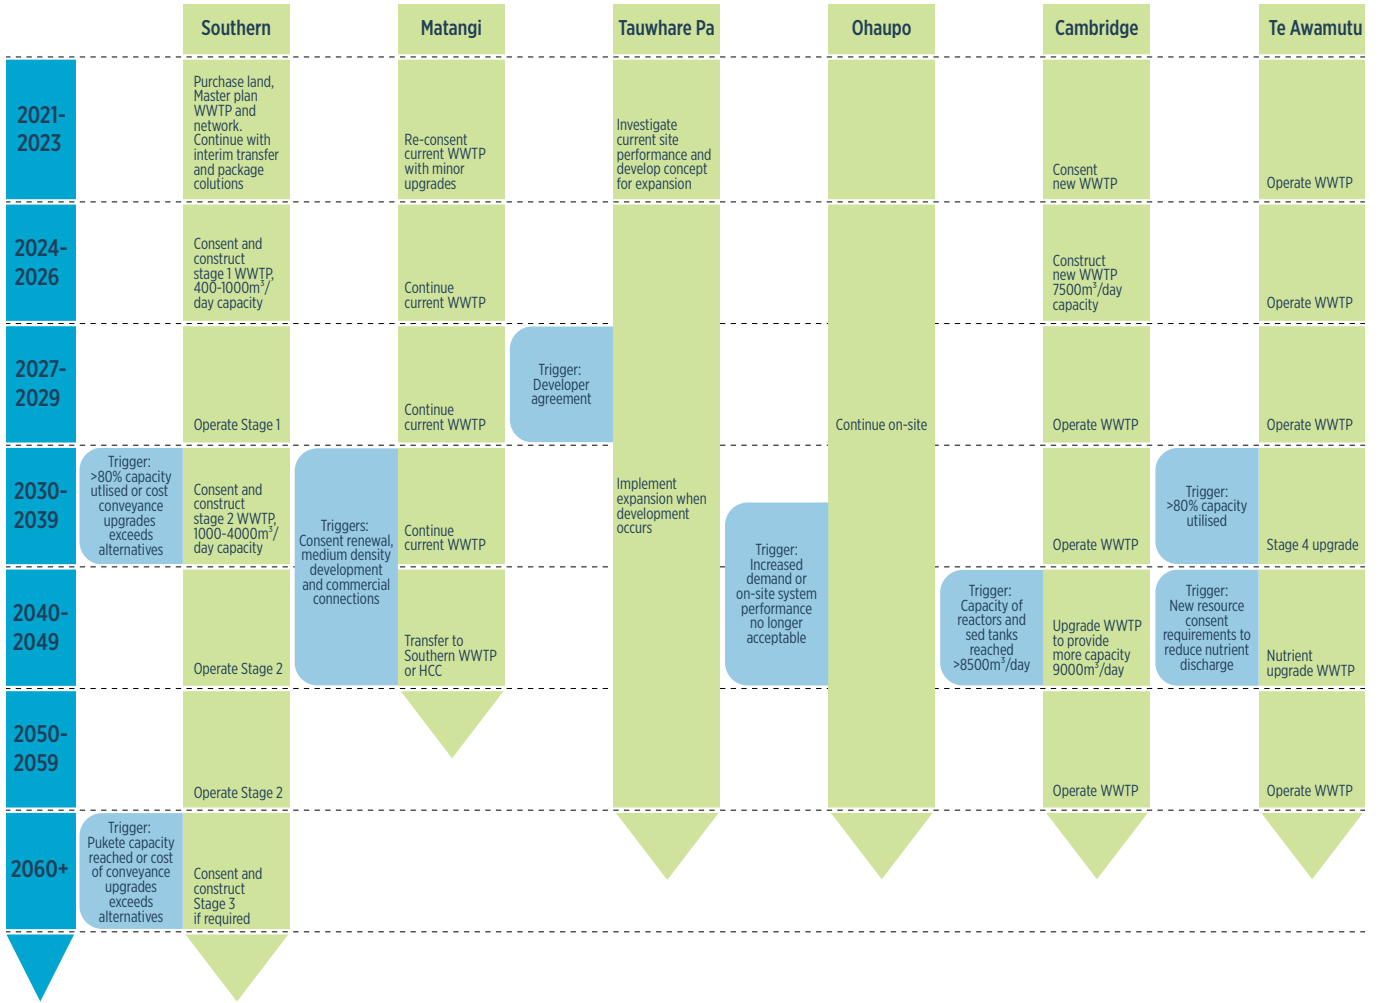 Southern
Matangi
Tauwhare Pa
Ohaupo
Cambridge
Te Awamutu
2021-
2023
Purchase land,
Master plan
WWTP and
network.
Continue with
interim transfer
and package
colutions
Re-consent
current WWTP
with minor
upgrades
Investigate
current site
performance and
develop concept
for expansion
Consent
new WWTP
Operate WWTP
2024-
2026
Consent and
construct
stage 1 WWTP,
400-1000m³/
day capacity
Continue
current WWTP
Construct
new WWTP
7500m³/day
capacity
Operate WWTP
2027-
2029
Operate Stage 1
Continue
current WWTP
Trigger:
Developer
agreement
Continue on-site
Operate WWTP
Operate WWTP
2030-
2039
Trigger:
>80% capacity
utlised or cost
conveyance
upgrades
exceeds
alternatives
Consent and
construct
stage 2 WWTP,
1000-4000m³/
day capacity
Triggers:
Consent renewal,
medium density
development
and commercial
connections
Continue
current WWTP
Implement
expansion when
development
occurs
Trigger:
Increased
demand or
on-site system
performance
no longer
acceptable
Operate WWTP
Trigger:
>80% capacity
utilised
Stage 4 upgrade
2040-
2049
Operate Stage 2
Transfer to
Southern WWTP
or HCC
Trigger:
Capacity of
reactors and
sed tanks
reached
>8500m³/day
Upgrade WWTP
to provide
more capacity
9000m³/day
Trigger:
New resource
consent
requirements to
reduce nutrient
discharge
Nutrient
upgrade WWTP
2050-
2059
Operate Stage 2
Operate WWTP
Operate WWTP
2060+
Trigger:
Pukete capacity
reached or cost
of conveyance
upgrades
exceeds
alternatives
Consent and
construct
Stage 3
if required